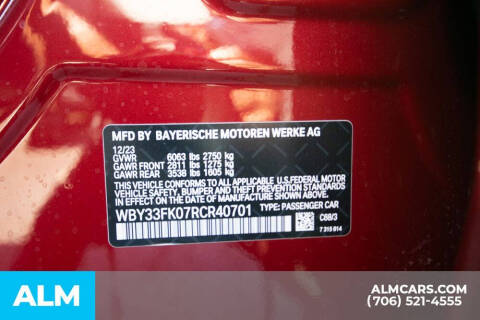 MFD BY BAYERISCHE MOTOREN WERKE AG
12/23
GVWR 6063 lbs 2750 kg
GAWR FRONT 2811 lbs 1275 kg
GAWR REAR 3538 lbs 1605 kg
THIS VEHICLE CONFORMS TO ALL APPLICABLE U.S. FEDERAL MOTOR
VEHICLE SAFETY, BUMPER, AND THEFT PREVENTION STANDARDS IN
EFFECT ON THE DATE OF MANUFACTURE SHOWN ABOVE.
WBY33FK07RCR40701 TYPE: PASSENGER CAR
C68/3
7 315 814
ALM
ALMCARS.COM
(706) 521-4555